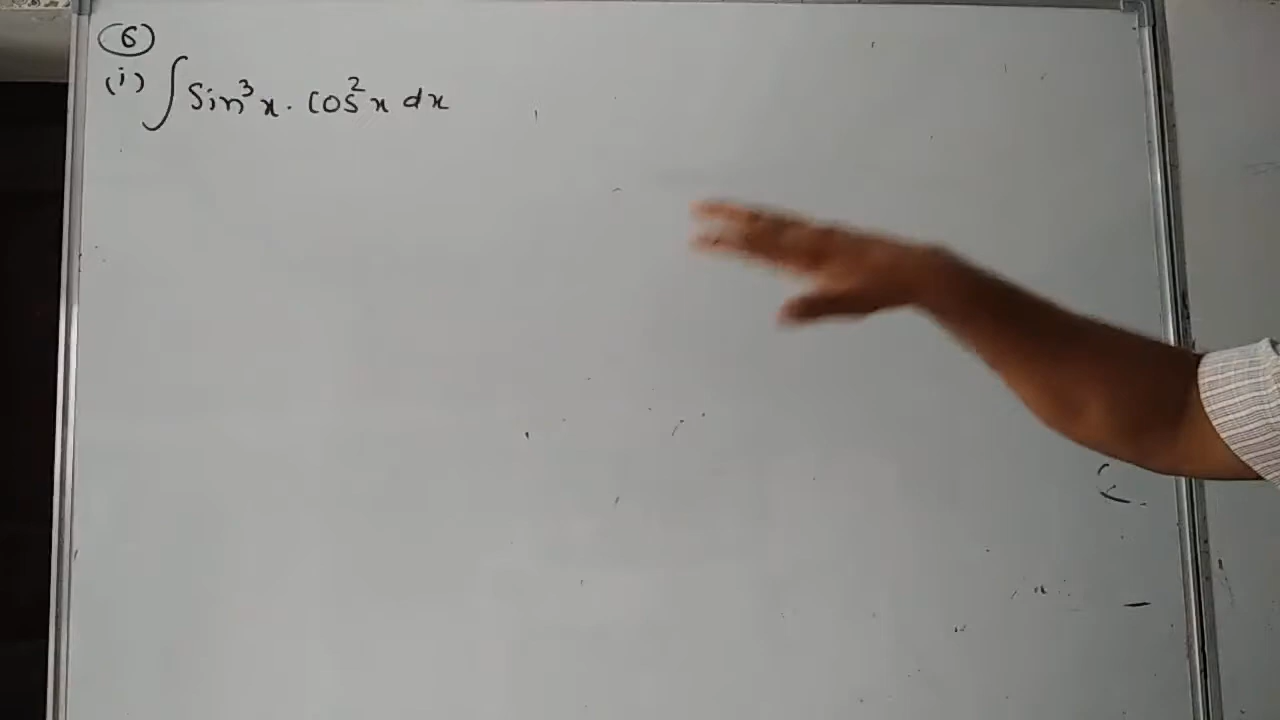 6
(i) ∫ Sin³x · Cos²x dx